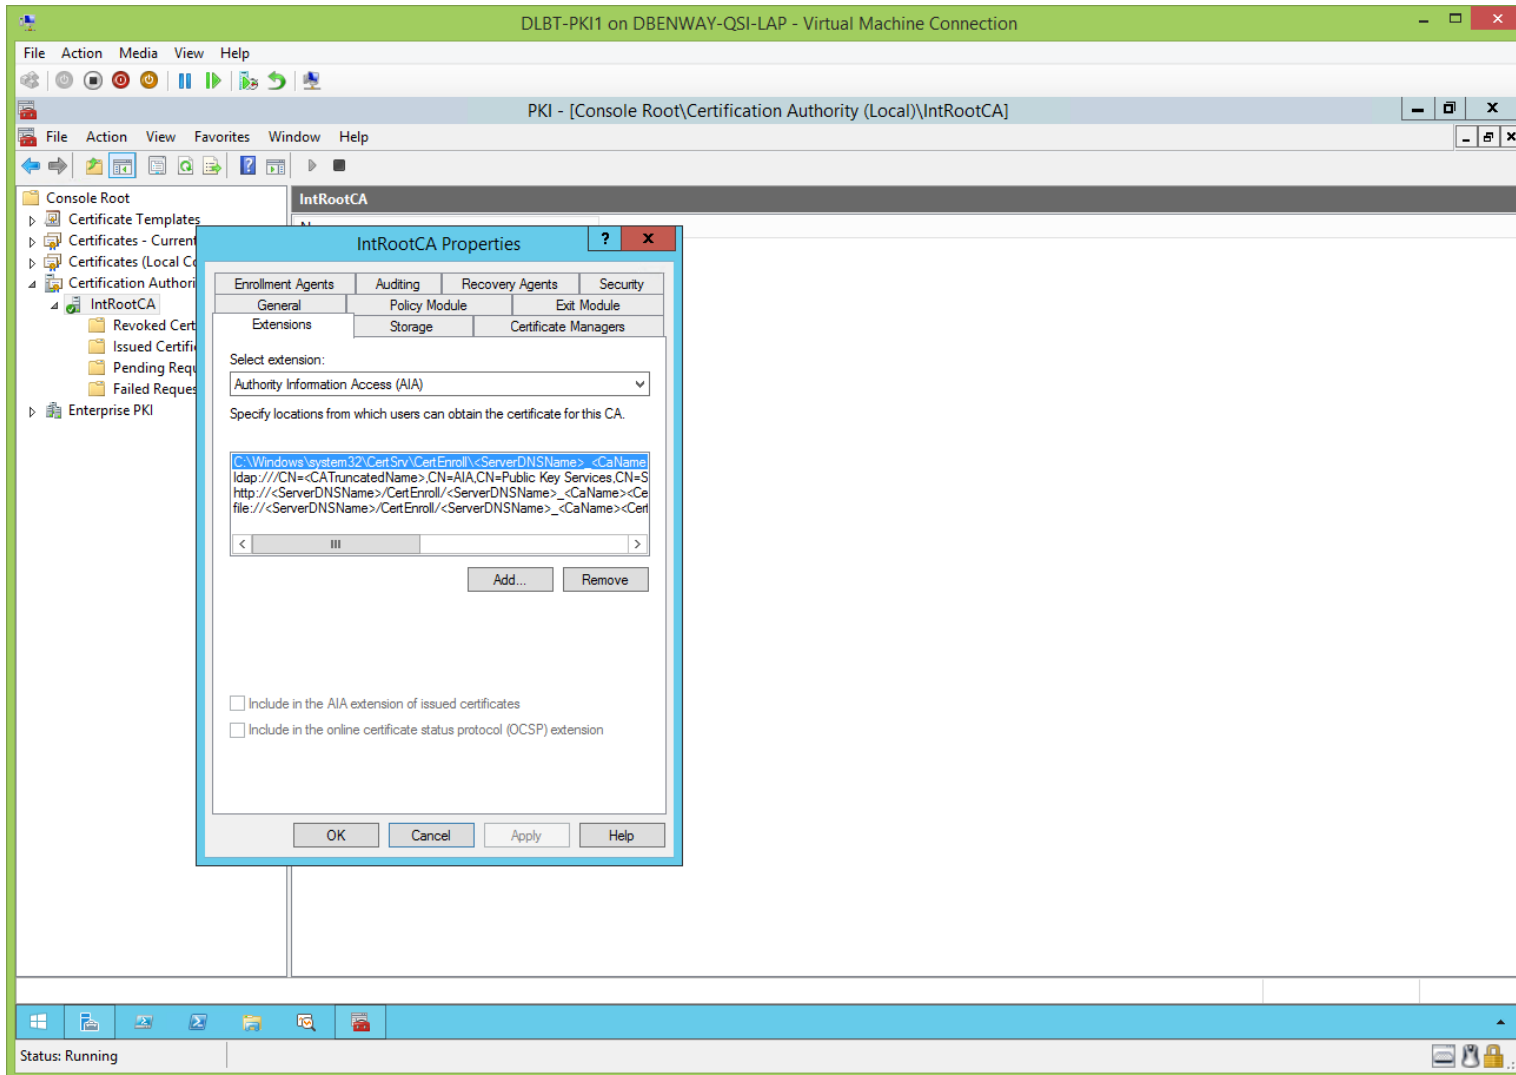 DLBT-PKI1 on DBENWAY-QSI-LAP - Virtual Machine Connection
File Action Media View Help
PKI - [Console Root\Certification Authority (Local)\IntRootCA]
File Action View Favorites Window Help
Console Root
Certificate Templates
Certificates - Current
Certificates (Local Co
Certification Authori
IntRootCA
Revoked Cert
Issued Certifi
Pending Requ
Failed Reques
Enterprise PKI
IntRootCA
IntRootCA Properties
Enrollment Agents Auditing Recovery Agents Security
General Policy Module Exit Module
Extensions Storage Certificate Managers
Select extension:
Authority Information Access (AIA)
Specify locations from which users can obtain the certificate for this CA.
C:\Windows\system32\CertSrv\CertEnroll\<ServerDNSName>_<CaName
ldap:///CN=<CATruncatedName>,CN=AIA,CN=Public Key Services,CN=S
http://<ServerDNSName>/CertEnroll/<ServerDNSName>_<CaName><Ce
file://<ServerDNSName>/CertEnroll/<ServerDNSName>_<CaName><Cert
Add... Remove
Include in the AIA extension of issued certificates
Include in the online certificate status protocol (OCSP) extension
OK Cancel Apply Help
Status: Running